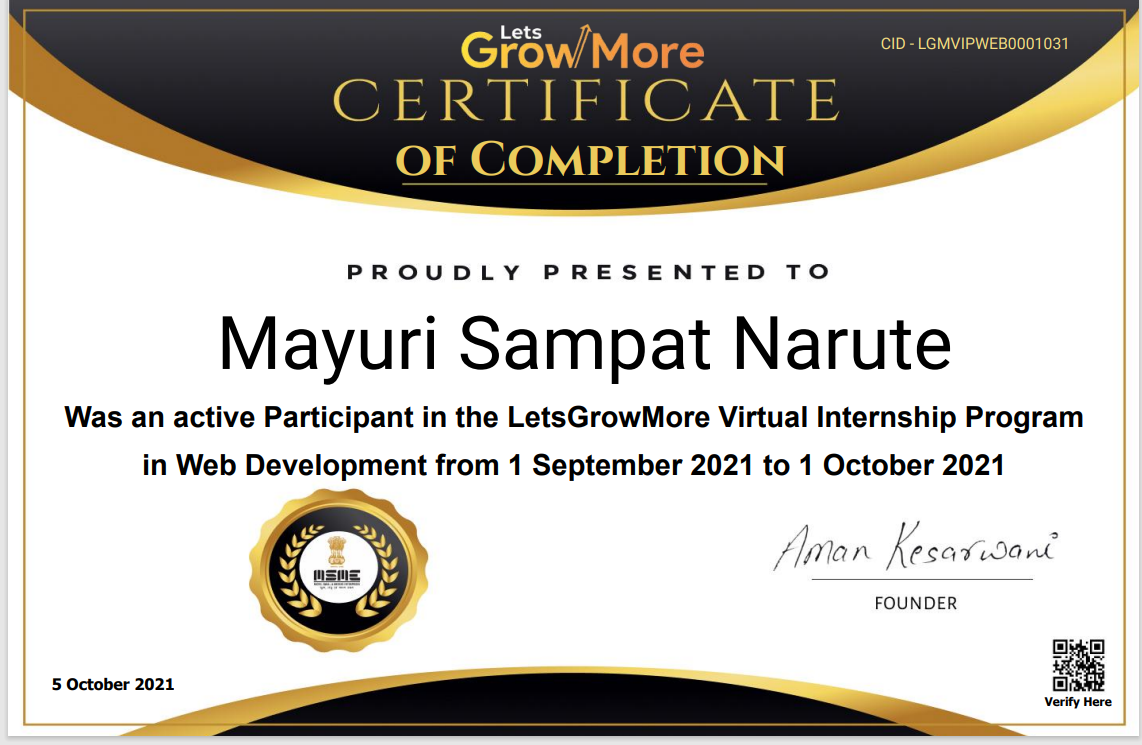 Lets
GrowMore
CID - LGMVIPWEB0001031
CERTIFICATE
OF COMPLETION
PROUDLY PRESENTED TO
Mayuri Sampat Narute
Was an active Participant in the LetsGrowMore Virtual Internship Program
in Web Development from 1 September 2021 to 1 October 2021
MSME
Aman Kesarwani
FOUNDER
5 October 2021
Verify Here